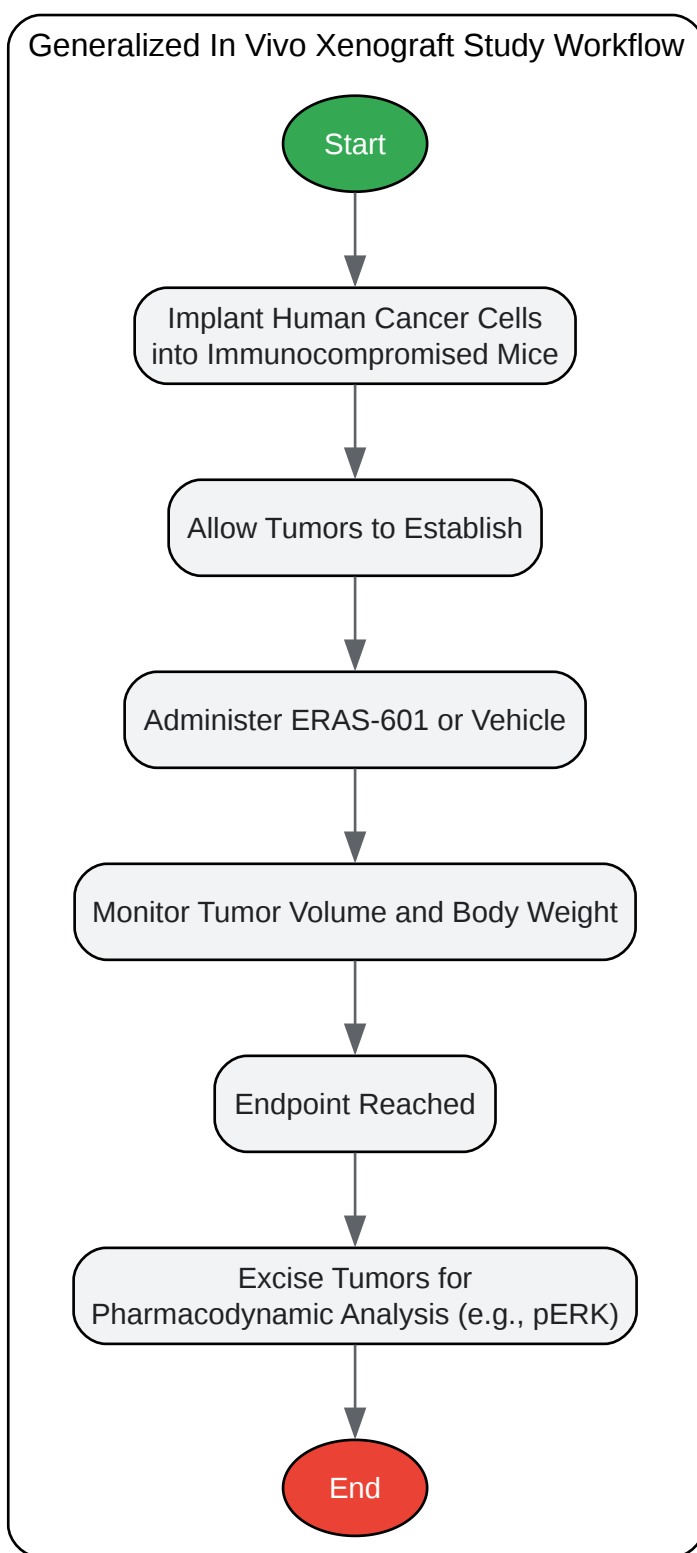 Generalized In Vivo Xenograft Study Workflow
Start
Implant Human Cancer Cells
into Immunocompromised Mice
Allow Tumors to Establish
Administer ERAS-601 or Vehicle
Monitor Tumor Volume and Body Weight
Endpoint Reached
Excise Tumors for
Pharmacodynamic Analysis (e.g., pERK)
End